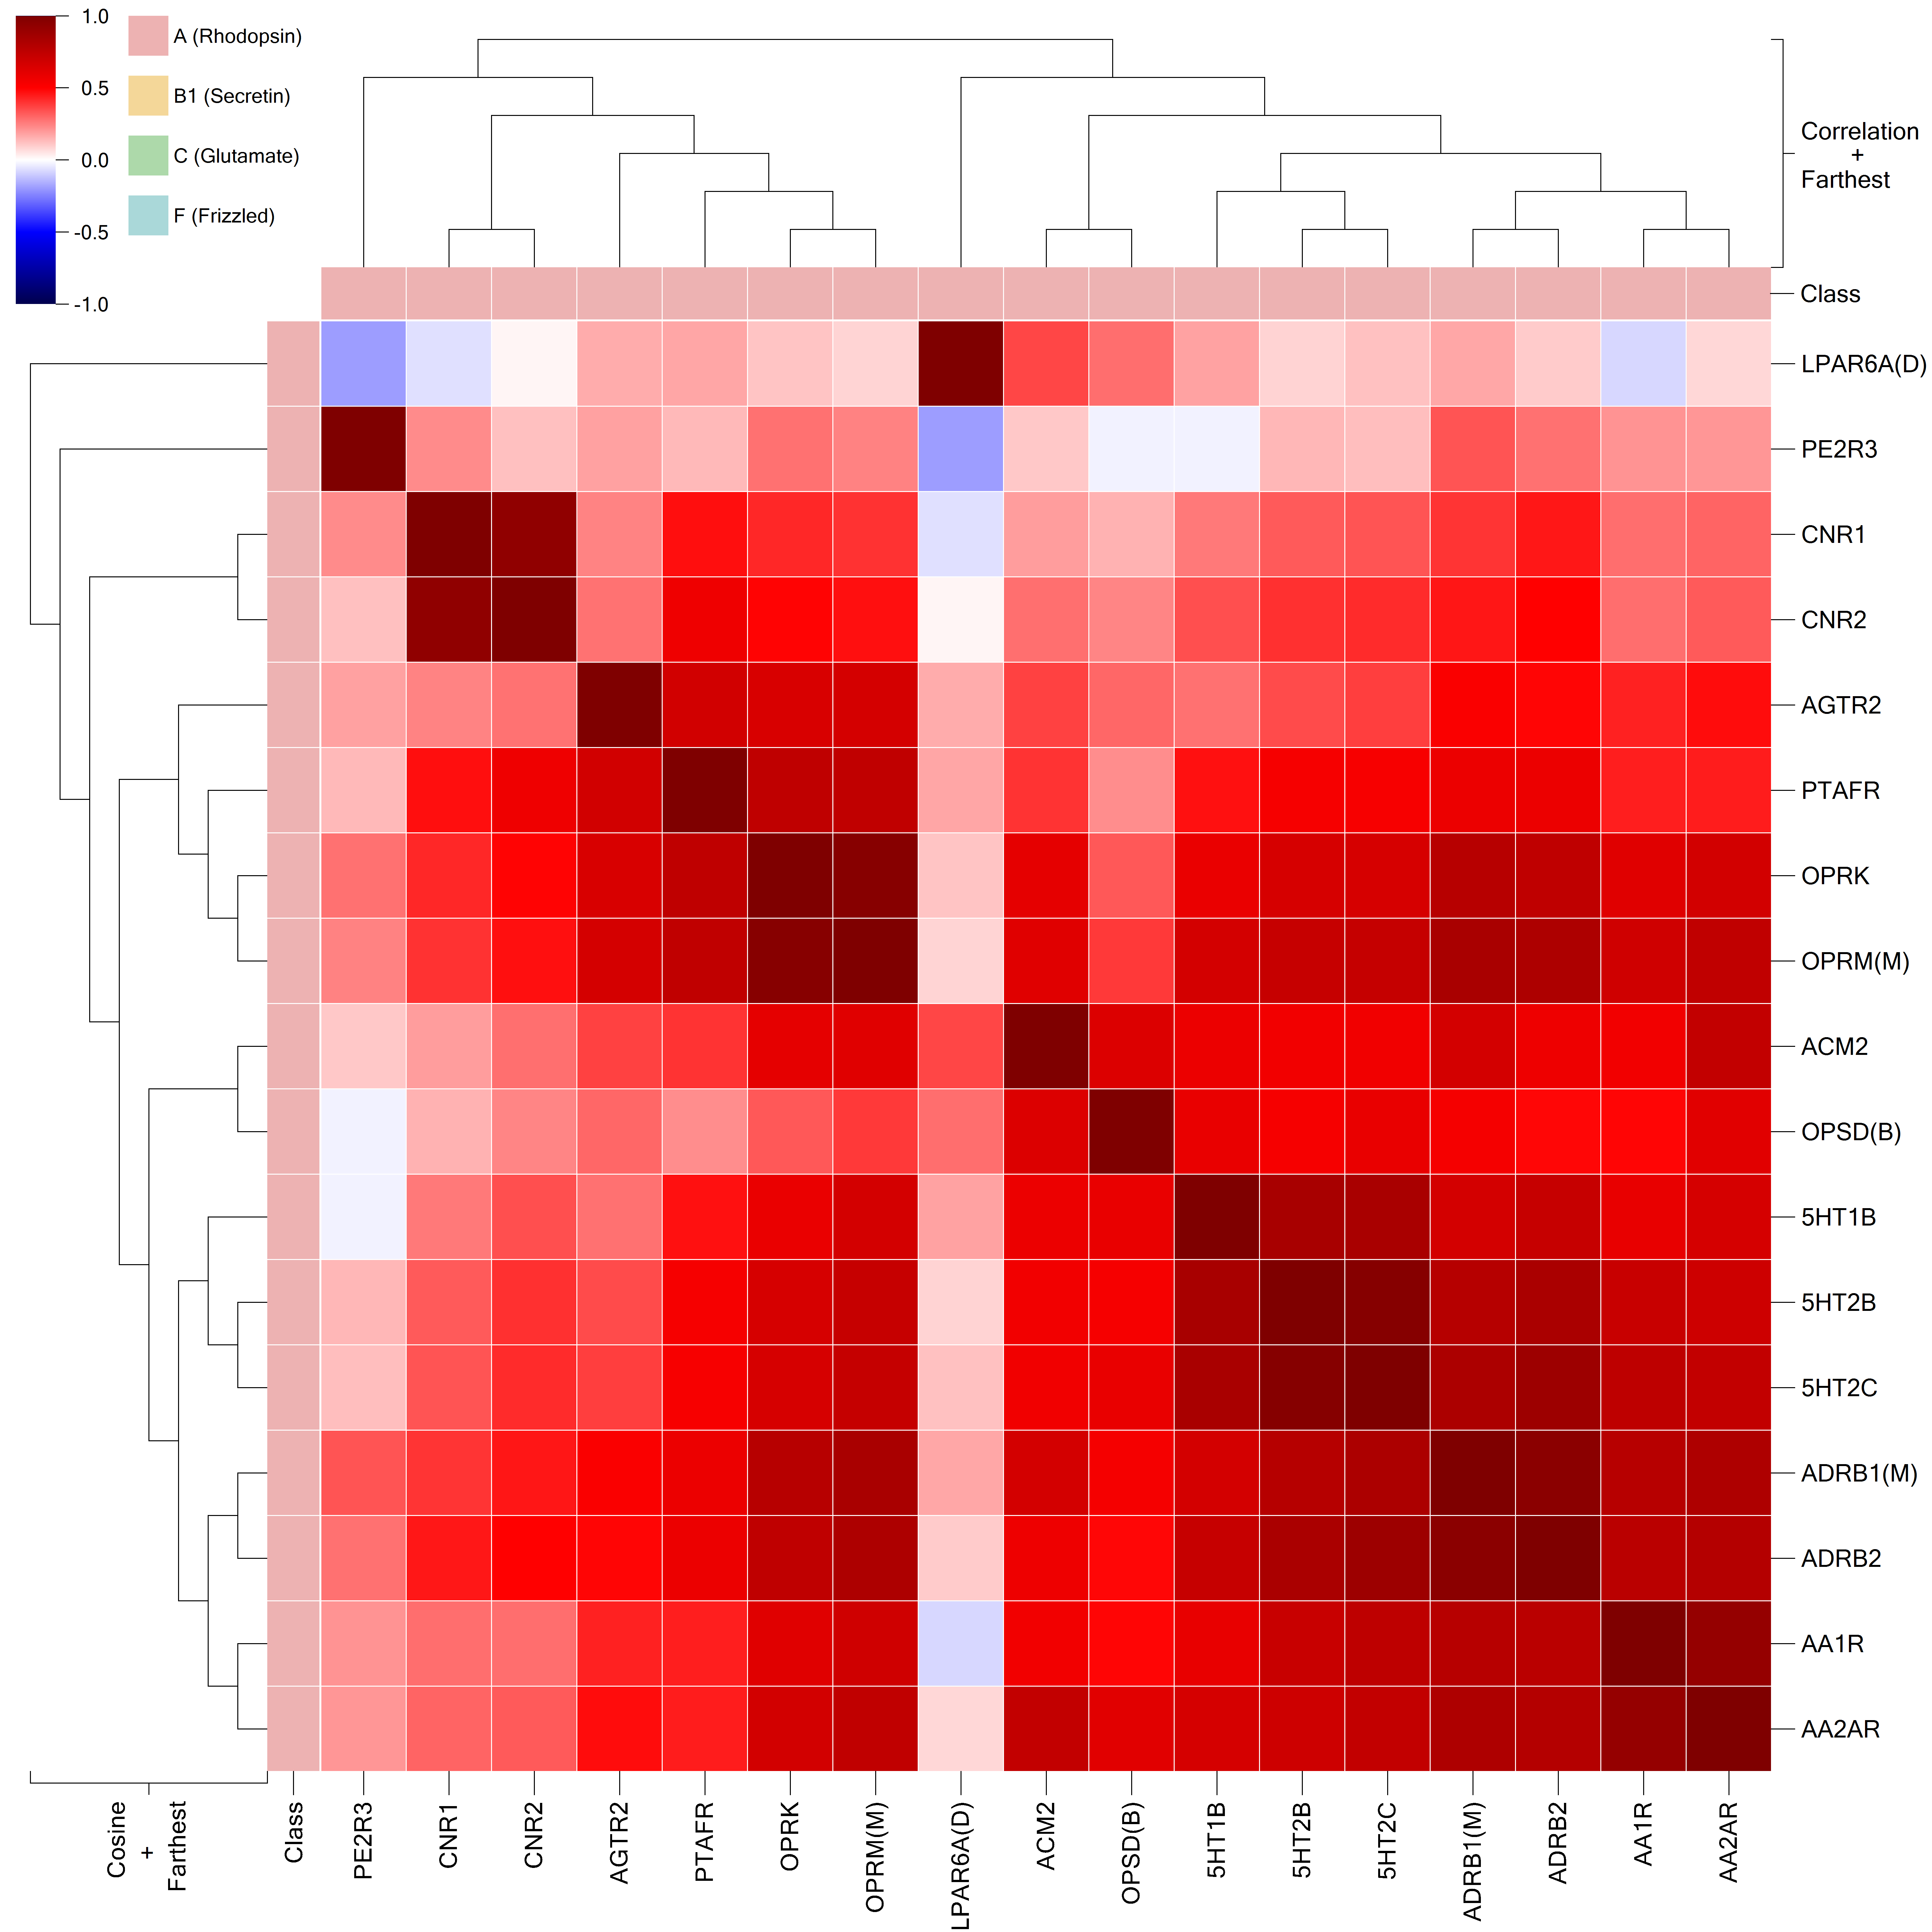 1.0
0.5
0.0
-0.5
-1.0
A (Rhodopsin)
B1 (Secretin)
C (Glutamate)
F (Frizzled)
Correlation
+
Farthest
Class
LPAR6A(D)
PE2R3
CNR1
CNR2
AGTR2
PTAFR
OPRK
OPRM(M)
ACM2
OPSD(B)
5HT1B
5HT2B
5HT2C
ADRB1(M)
ADRB2
AA1R
AA2AR
Cosine
+
Farthest
Class
PE2R3
CNR1
CNR2
AGTR2
PTAFR
OPRK
OPRM(M)
LPAR6A(D)
ACM2
OPSD(B)
5HT1B
5HT2B
5HT2C
ADRB1(M)
ADRB2
AA1R
AA2AR